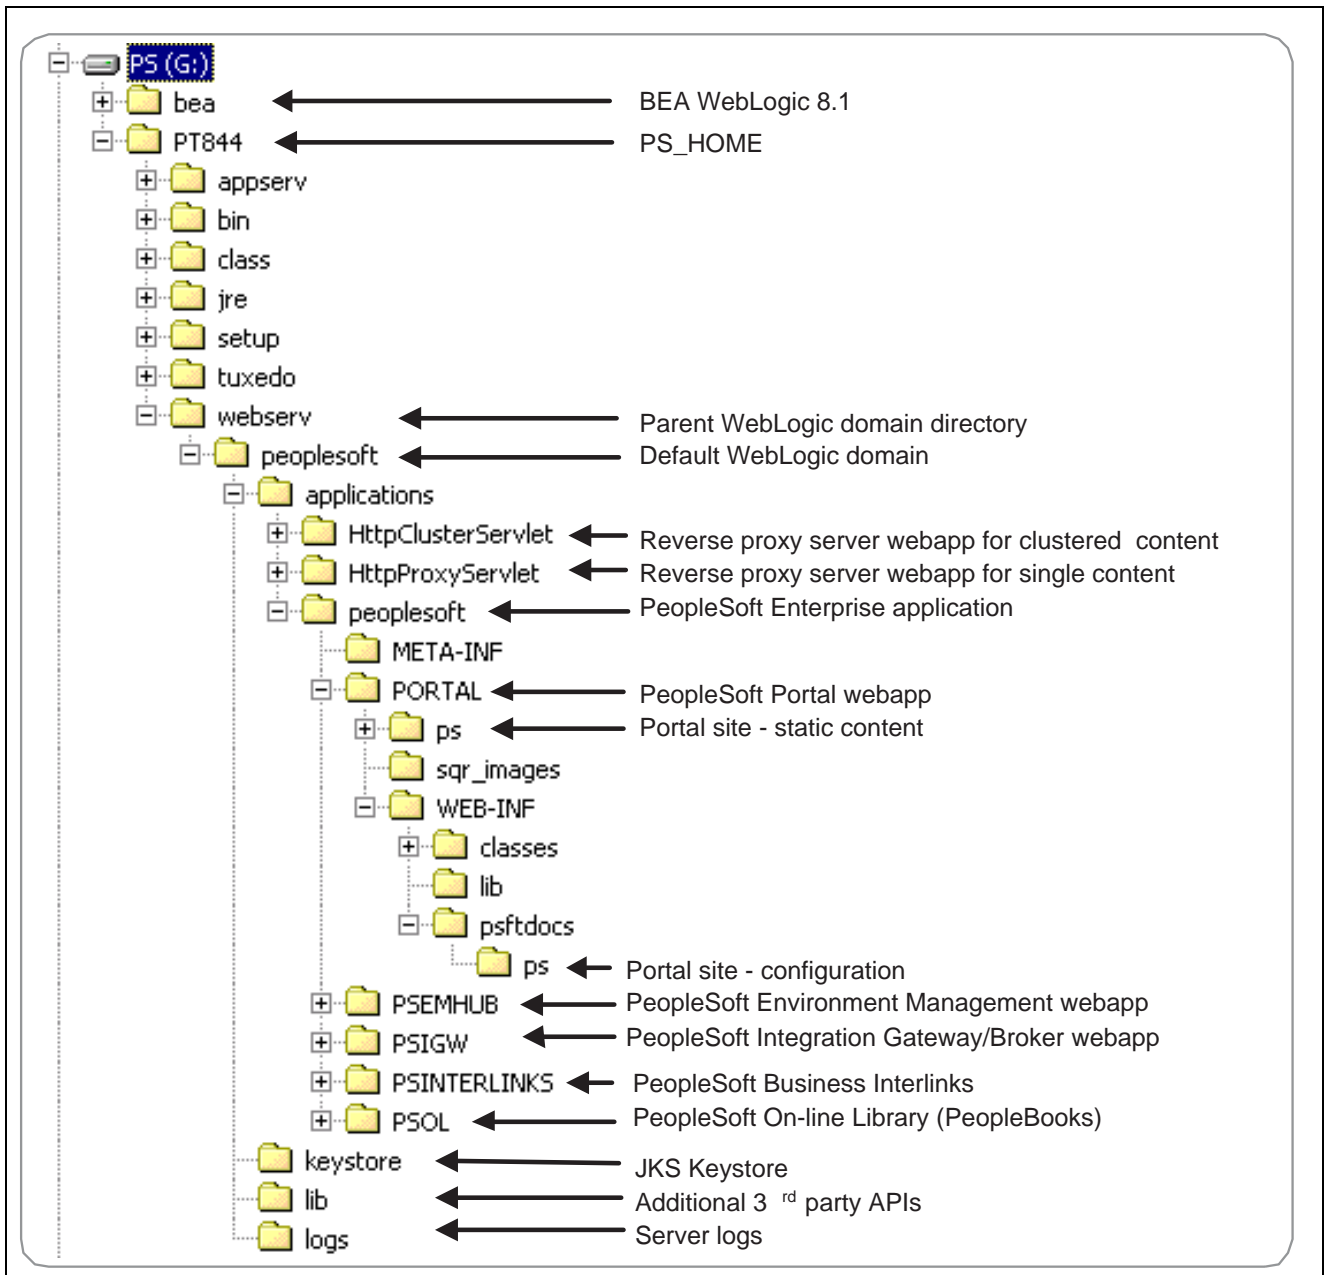 PS (G:)
bea BEA WebLogic 8.1
PT844 PS_HOME
appserv
bin
class
jre
setup
tuxedo
webserv Parent WebLogic domain directory
peoplesoft Default WebLogic domain
applications
HttpClusterServlet Reverse proxy server webapp for clustered content
HttpProxyServlet Reverse proxy server webapp for single content
peoplesoft PeopleSoft Enterprise application
META-INF
PORTAL PeopleSoft Portal webapp
ps Portal site - static content
sqr_images
WEB-INF
classes
lib
psftdocs
ps Portal site - configuration
PSEMHUB PeopleSoft Environment Management webapp
PSIGW PeopleSoft Integration Gateway/Broker webapp
PSINTERLINKS PeopleSoft Business Interlinks
PSOL PeopleSoft On-line Library (PeopleBooks)
keystore JKS Keystore
lib Additional 3 rd party APIs
logs Server logs